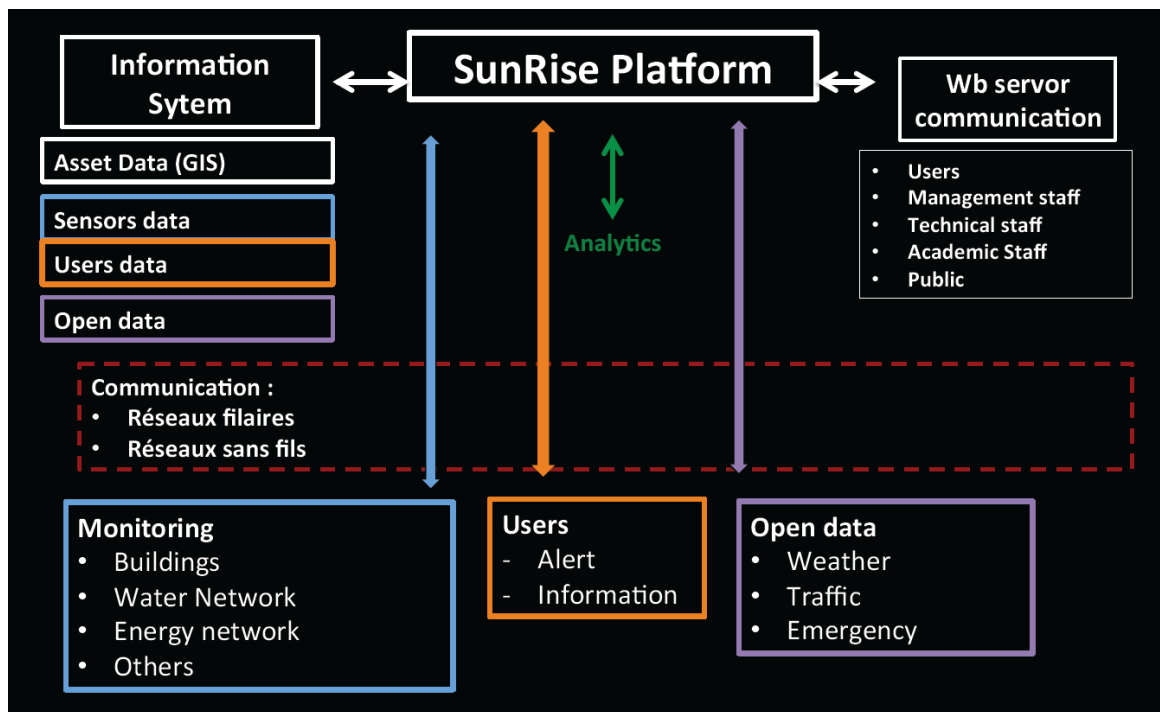 Information
Sytem
SunRise Platform
Wb servor
communication
Asset Data (GIS)
Sensors data
Users data
Open data
Analytics
• Users
• Management staff
• Technical staff
• Academic Staff
• Public
Communication :
• Réseaux filaires
• Réseaux sans fils
Monitoring
• Buildings
• Water Network
• Energy network
• Others
Users
- Alert
- Information
Open data
• Weather
• Traffic
• Emergency